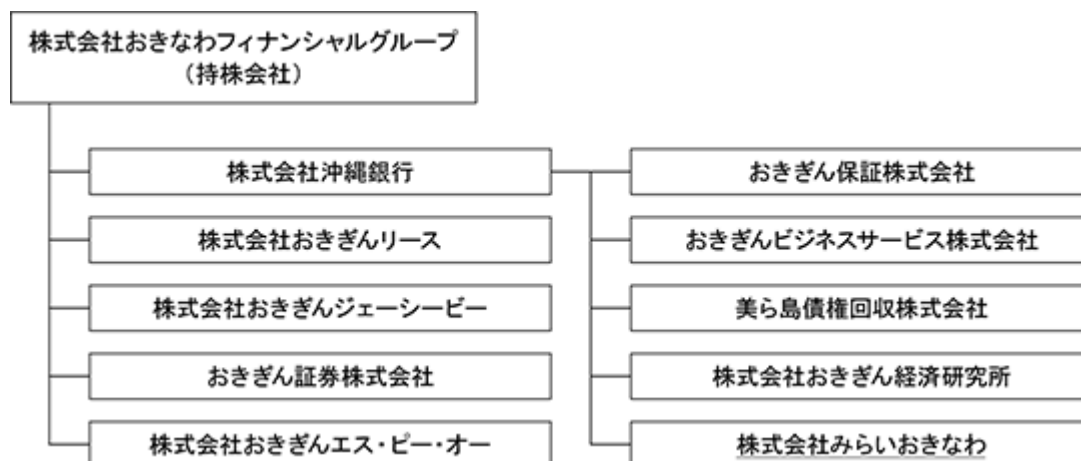 株式会社おきなわフィナンシャルグループ
（持株会社）
株式会社沖縄銀行
おきぎん保証株式会社
株式会社おきぎんリース
おきぎんビジネスサービス株式会社
株式会社おきぎんジェーシービー
美ら島債権回収株式会社
おきぎん証券株式会社
株式会社おきぎん経済研究所
株式会社おきぎんエス・ピー・オー
株式会社みらいおきなわ